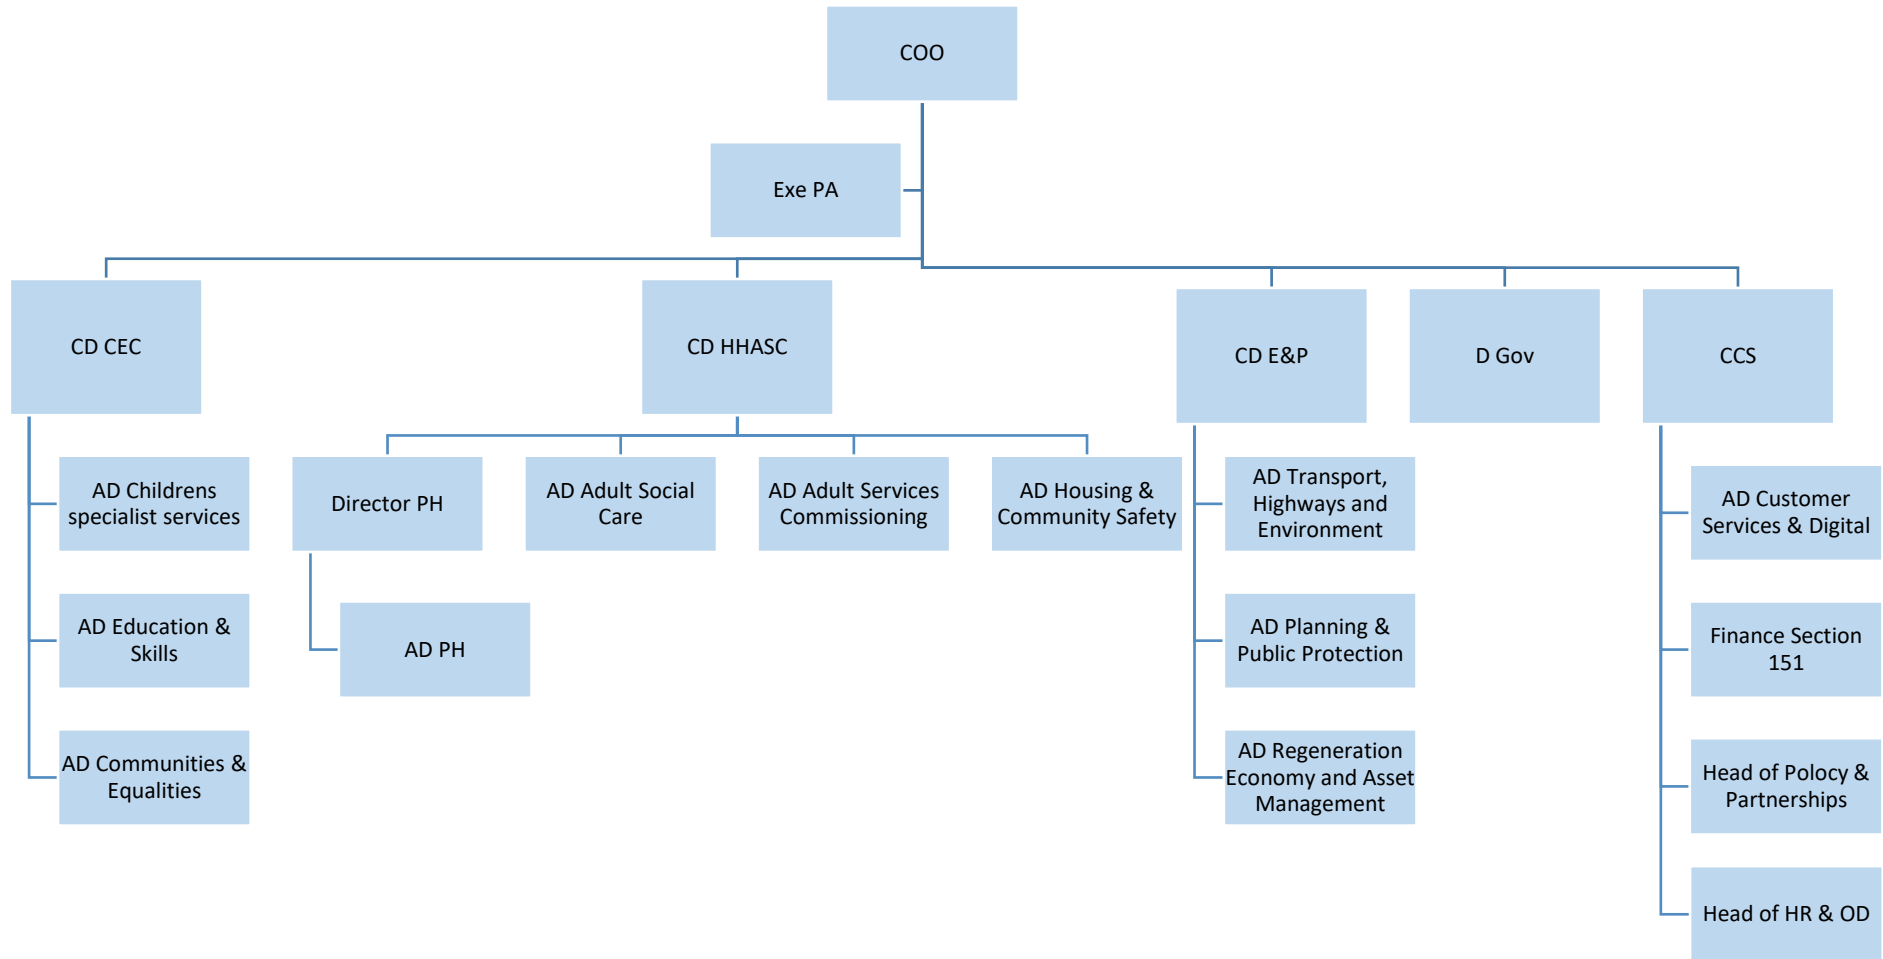 COO
Exe PA
CD CEC
CD HHASC
CD E&P
D Gov
CCS
AD Childrens
specialist services
Director PH
AD Adult Social
Care
AD Adult Services
Commissioning
AD Housing &
Community Safety
AD Transport,
Highways and
Environment
AD Customer
Services & Digital
AD Education &
Skills
AD PH
AD Planning &
Public Protection
Finance Section
151
AD Communities &
Equalities
AD Regeneration
Economy and Asset
Management
Head of Polocy &
Partnerships
Head of HR & OD